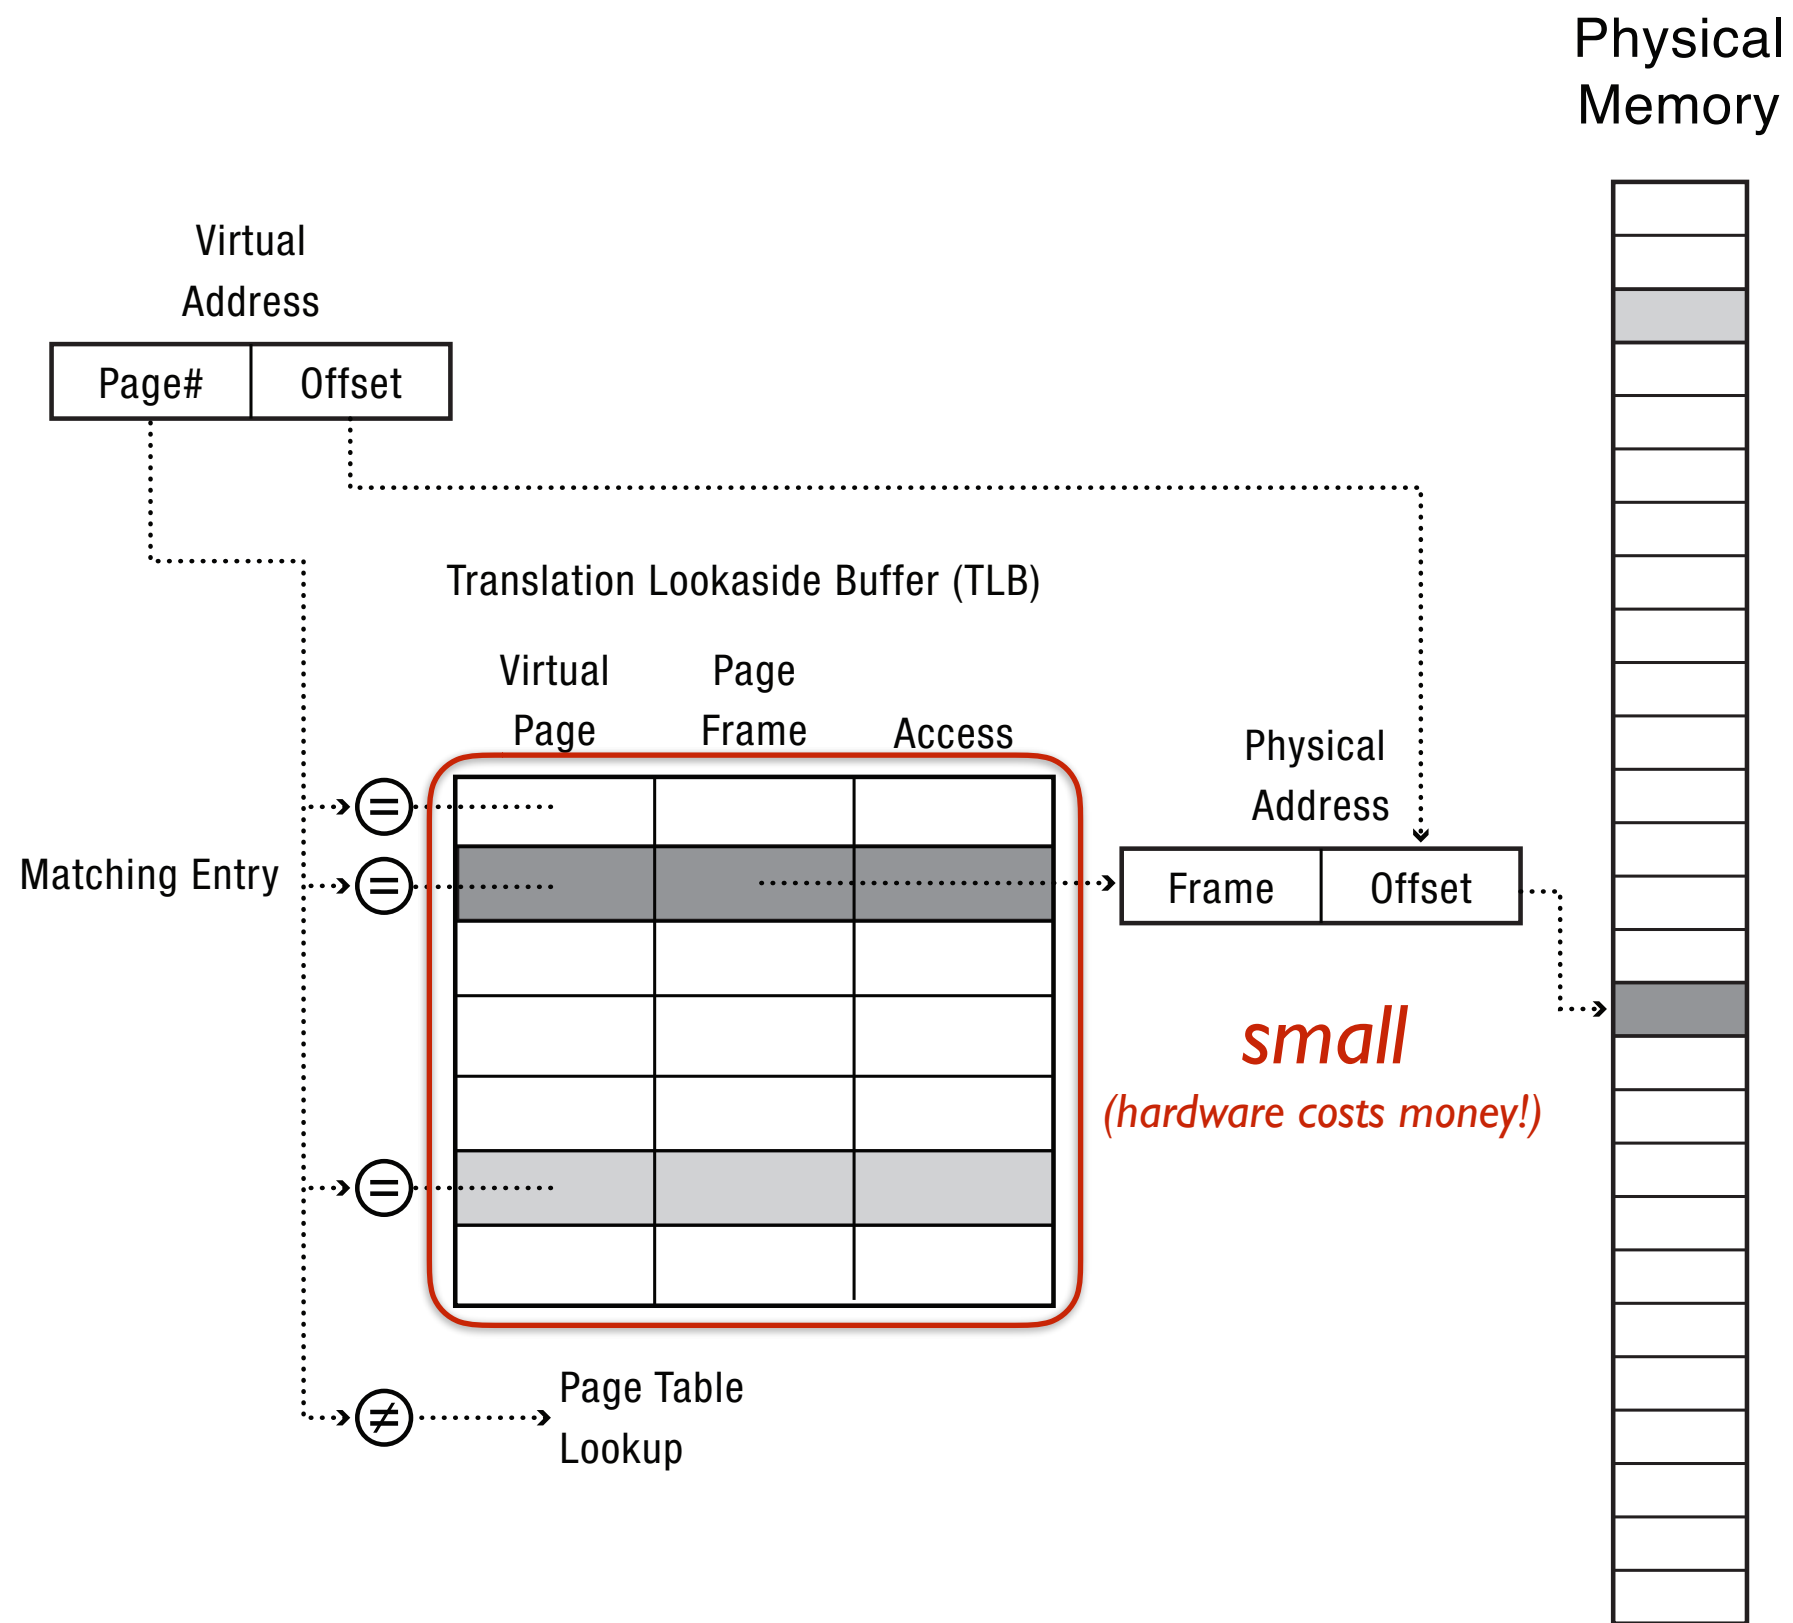 Physical
Memory
Virtual
Address
Page#
Offset
Translation Lookaside Buffer (TLB)
Virtual
Page
Page
Frame
Access
Physical
Address
=
=
Matching Entry
Frame
Offset
small
(hardware costs money!)
=
≠
Page Table
Lookup